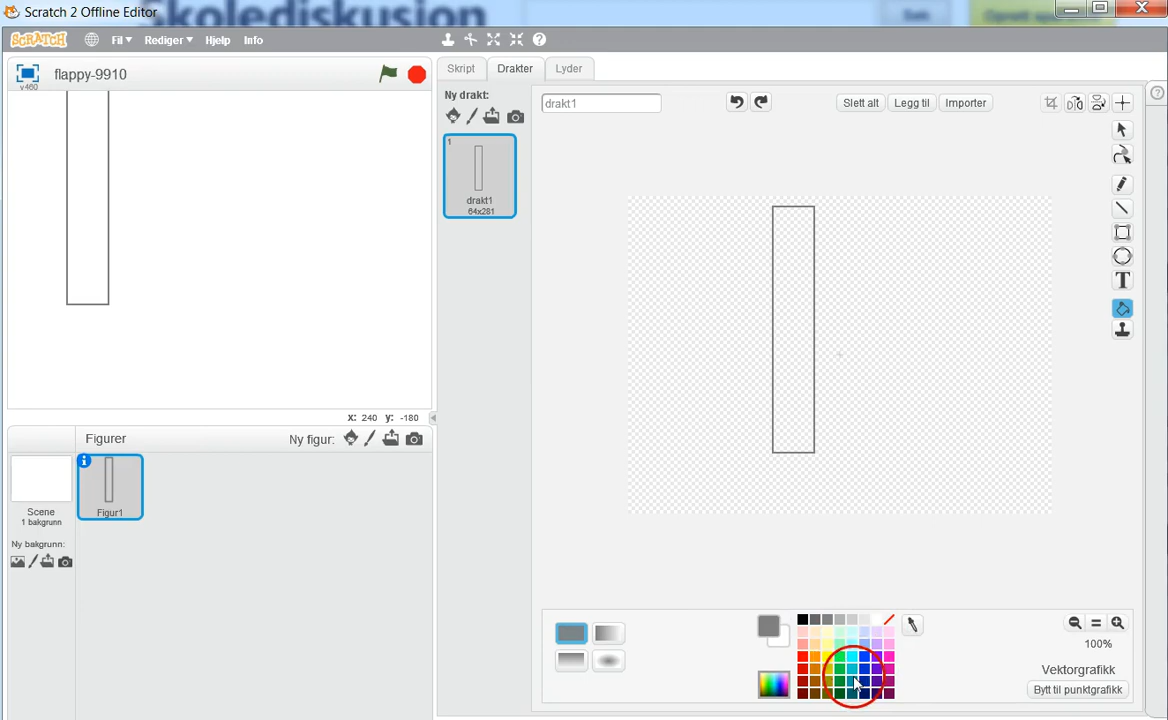 Scratch 2 Offline Editor
skolediskusion
SCRATCH
Fil
Rediger
Hjelp
Info
v460
flappy-9910
Skript
Drakter
Lyder
Ny drakt:
drakt1
Slett alt
Legg til
Importer
1
drakt1
64x281
T
x: 240 y: -180
Figurer
Ny figur:
Scene
1 bakgrunn
Figur1
Ny bakgrunn:
100%
Vektorgrafikk
Bytt til punktgrafikk